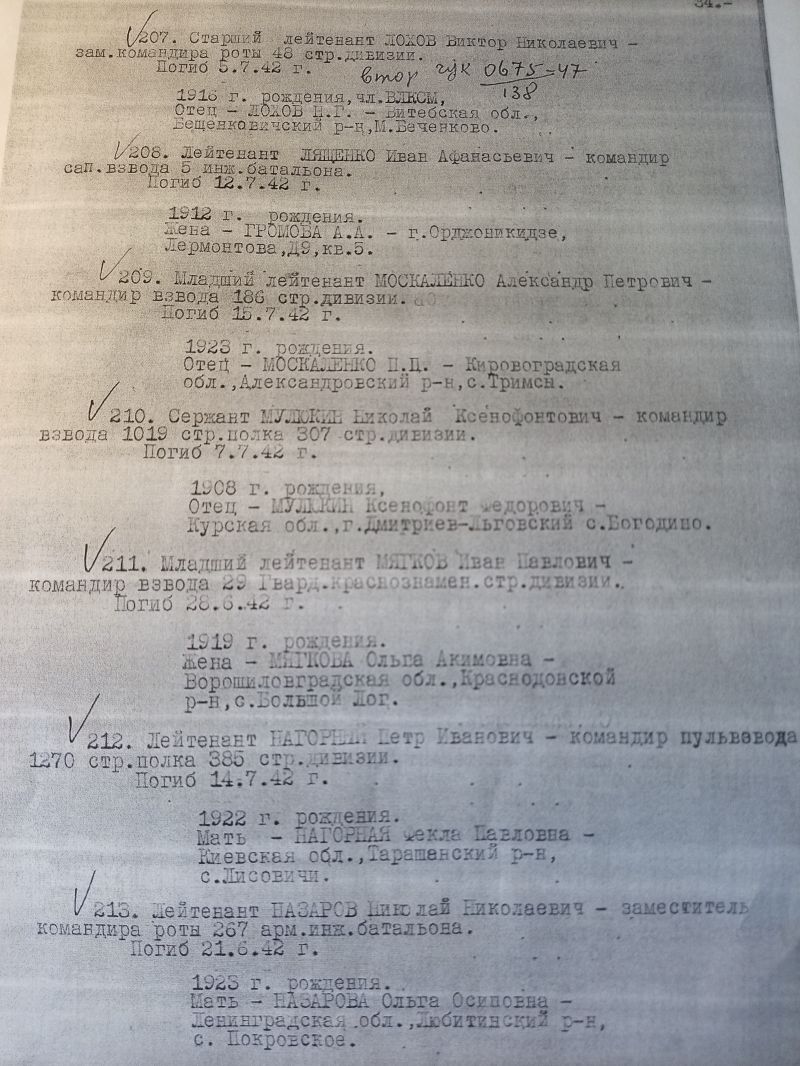 34.-
207. Старший лейтенант ЛОХОВ Виктор Николаевич -
зам.командира роты 48 стр.дивизии.
Погиб 5.7.42 г.
втор гук 0675=47
138
1916 г. рождения,чл.ВЛКСМ,
Отец - ЛОХОВ Н.Г. - Витебская обл.,
Бешенковичский р-н,М.Беченково.
208. Лейтенант ЛЯЩЕНКО Иван Афанасьевич - командир
сап.взвода 5 инж.батальона.
Погиб 12.7.42 г.
1912 г. рождения.
Жена - ГРОМОВА А.А. - г.Орджоникидзе,
Лермонтова,Д9,кв.5.
209. Младший лейтенант МОСКАЛЕНКО Александр Петрович -
командир взвода 186 стр.дивизии.
Погиб 15.7.42 г.
1923 г. рождения.
Отец - МОСКАЛЕНКО П.Д. - Кировоградская
обл.,Александровский р-н,с.Тримсн.
210. Сержант Николай Ксенофонтович - командир
взвода 1019 стр.полка 307 стр.дивизии.
Погиб 7.7.42 г.
1908 г. рождения,
Отец - Ксенофонт Федорович -
Курская обл.,г.Дмитриев-Льговский с.Богодино.
211. Младший лейтенант МЯГКОВ Иван Павлович -
командир взвода 29 Гвард.краснознамен.стр.дивизии.
Погиб 28.6.42 г.
1919 г. рождения.
Жена - МЯГКОВА Ольга Акимовна -
Ворошиловградская обл.,Краснодонской
р-н,с.Большой Лог.
212. Лейтенант НАГОРНЫЙ Петр Иванович - командир пульвзвода
1270 стр.полка 385 стр.дивизии.
Погиб 14.7.42 г.
1922 г. рождения.
Мать - НАГОРНАЯ Фекла Павловна -
Киевская обл.,Таращанский р-н,
с.Лисовичи.
213. Лейтенант НАЗАРОВ Николай Николаевич - заместитель
командира роты 267 арм.инж.батальона.
Погиб 21.6.42 г.
1923 г. рождения.
Мать - НАЗАРОВА Ольга Осиповна -
Ленинградская обл.,Любитинский р-н,
с. Покровское.